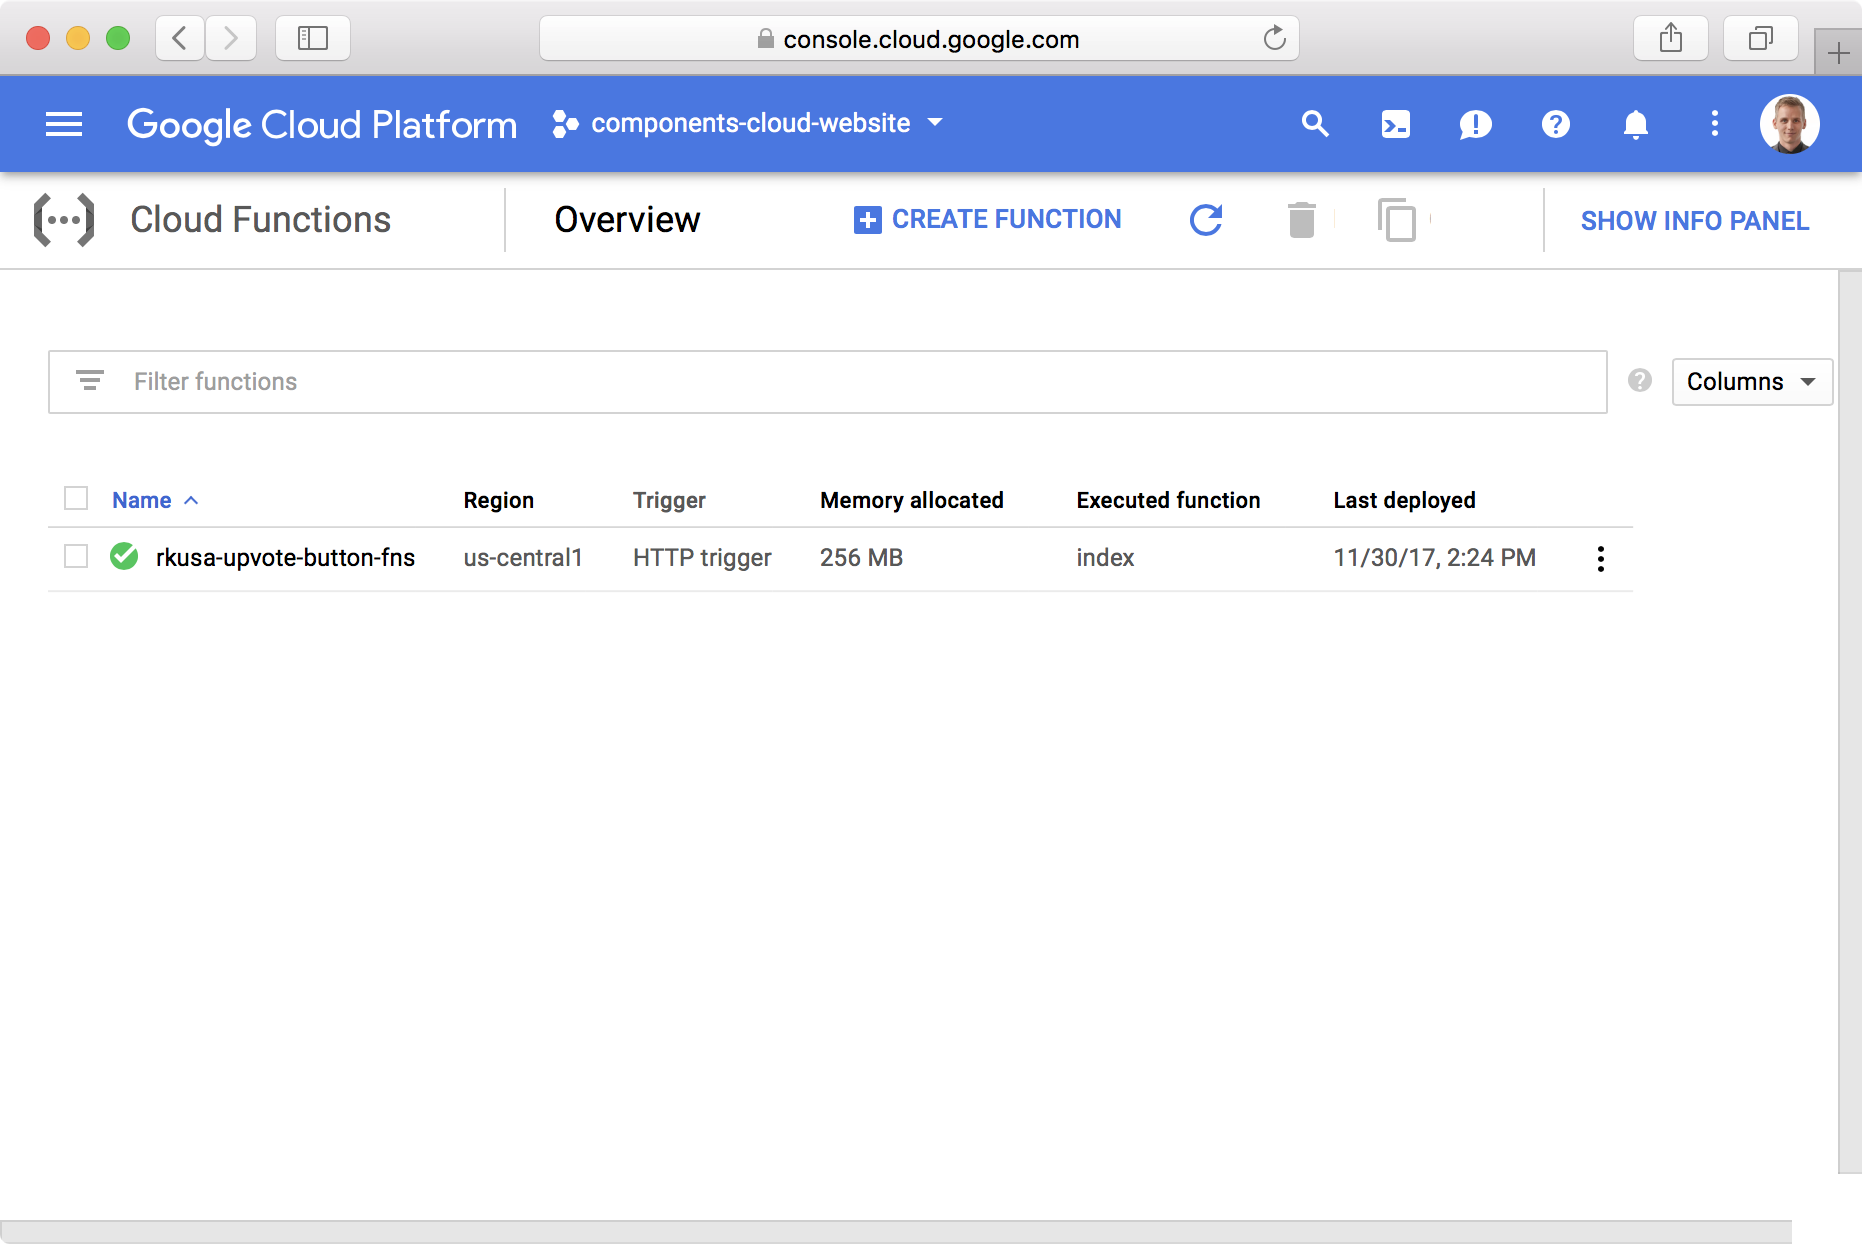 console.cloud.google.com
Google Cloud Platform components-cloud-website
Cloud Functions Overview CREATE FUNCTION SHOW INFO PANEL
Filter functions Columns
Name Region Trigger Memory allocated Executed function Last deployed
rkusa-upvote-button-fns us-central1 HTTP trigger 256 MB index 11/30/17, 2:24 PM